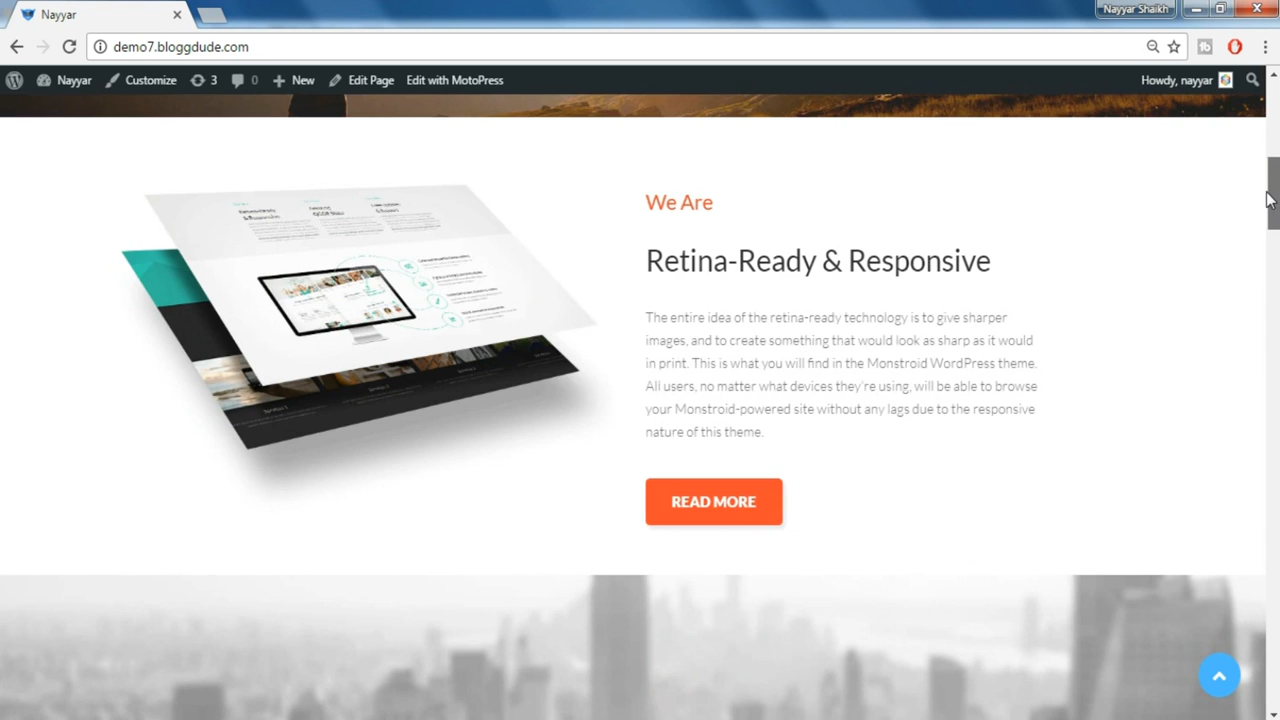 Nayyar
Nayyar Shaikh
demo7.bloggdude.com
Nayyar Customize 3 0 New Edit Page Edit with MotoPress Howdy, nayyar
We Are
Retina-Ready & Responsive
The entire idea of the retina-ready technology is to give sharper
images, and to create something that would look as sharp as it would
in print. This is what you will find in the Monstroid WordPress theme.
All users, no matter what devices they're using, will be able to browse
your Monstroid-powered site without any lags due to the responsive
nature of this theme.
READ MORE